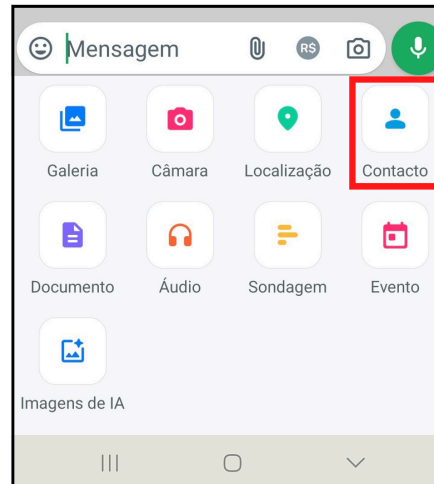 Mensagem R$
Galeria Câmara Localização Contacto
Documento Áudio Sondagem Evento
Imagens de IA